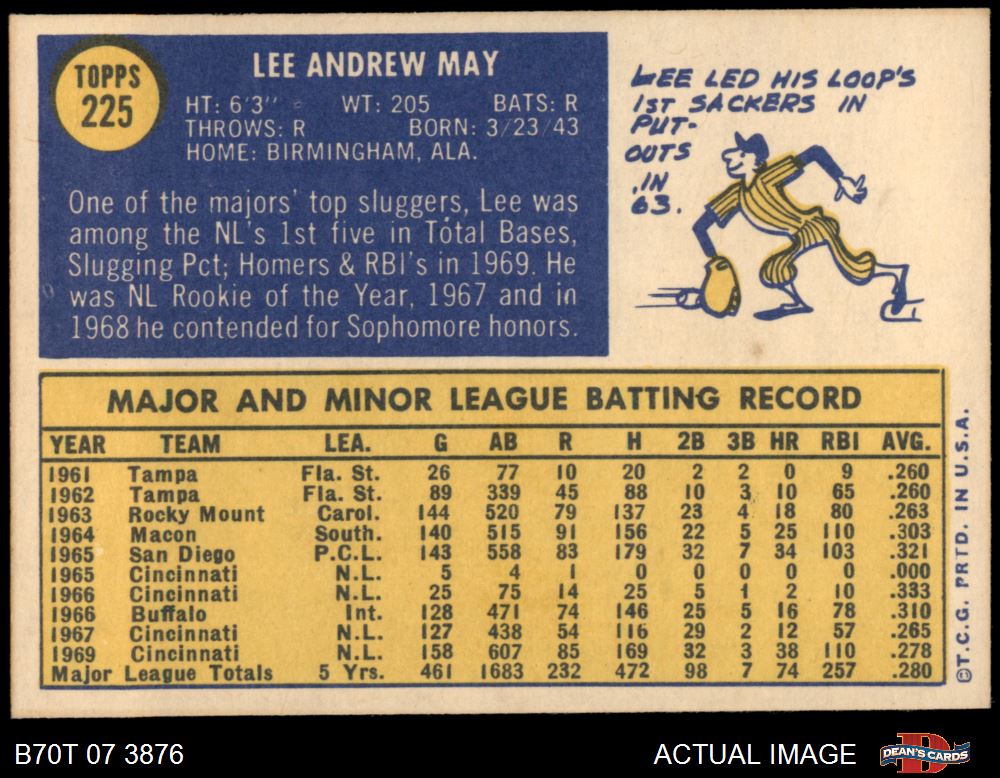 TOPPS
225
LEE ANDREW MAY
HT: 6'3" WT: 205 BATS: R
THROWS: R BORN: 3/23/43
HOME: BIRMINGHAM, ALA.
One of the majors' top sluggers, Lee was
among the NL's 1st five in Total Bases,
Slugging Pct; Homers & RBI's in 1969. He
was NL Rookie of the Year, 1967 and in
1968 he contended for Sophomore honors.
LEE LED HIS LOOP'S
1ST SACKERS IN
PUT-
OUTS
IN
63.
MAJOR AND MINOR LEAGUE BATTING RECORD
YEAR TEAM LEA. G AB R H 2B 3B HR RBI AVG.
1961 Tampa Fla. St. 26 77 10 20 2 2 0 9 .260
1962 Tampa Fla. St. 89 339 45 88 10 3 10 65 .260
1963 Rocky Mount Carol. 144 520 79 137 23 4 18 80 .263
1964 Macon South. 140 515 91 156 22 5 25 110 .303
1965 San Diego P.C.L. 143 558 83 179 32 7 34 103 .321
1965 Cincinnati N.L. 5 4 1 0 0 0 0 0 .000
1966 Cincinnati N.L. 25 75 14 25 5 1 2 10 .333
1966 Buffalo Int. 128 471 74 146 25 5 16 78 .310
1967 Cincinnati N.L. 127 438 54 116 29 2 12 57 .265
1969 Cincinnati N.L. 158 607 85 169 32 3 38 110 .278
Major League Totals 5 Yrs. 461 1683 232 472 98 7 74 257 .280
©T.C.G. PRTD. IN U.S.A.
B70T 07 3876
ACTUAL IMAGE
D
DEAN'S CARDS